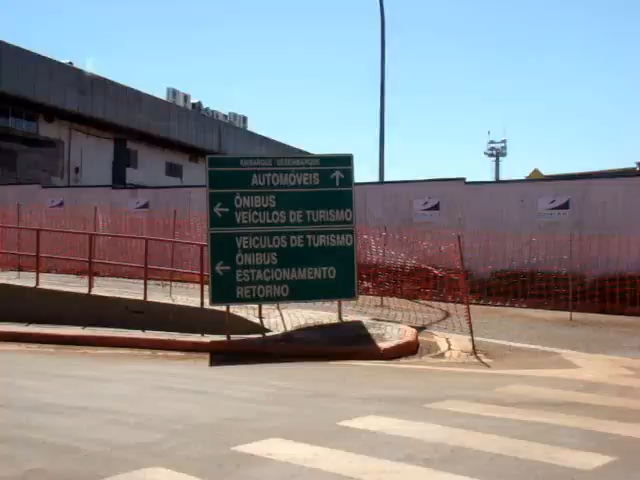 EMBARQUE / DESEMBARQUE
AUTOMÓVEIS
ÔNIBUS
VEÍCULOS DE TURISMO
VEÍCULOS DE TURISMO
ÔNIBUS
ESTACIONAMENTO
RETORNO